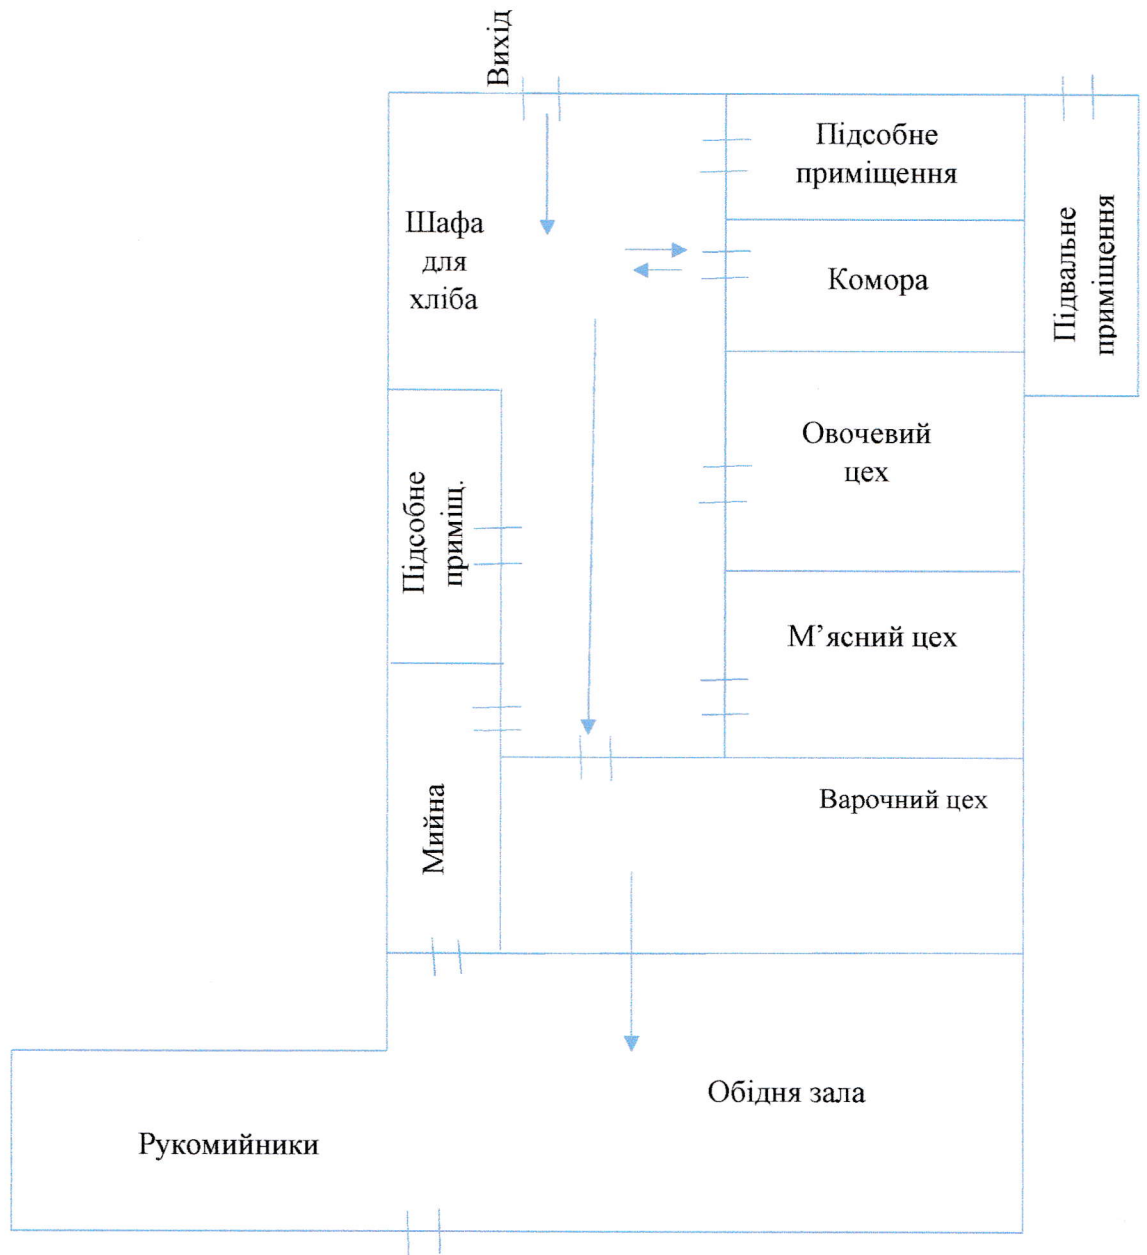 Вихід
Підсобне
приміщення
Шафа
для
хліба
Комора
Підвальне
приміщення
Овочевий
цех
Підсобне
приміщ.
М’ясний цех
Варочний цех
Мийна
Обідня зала
Рукомийники